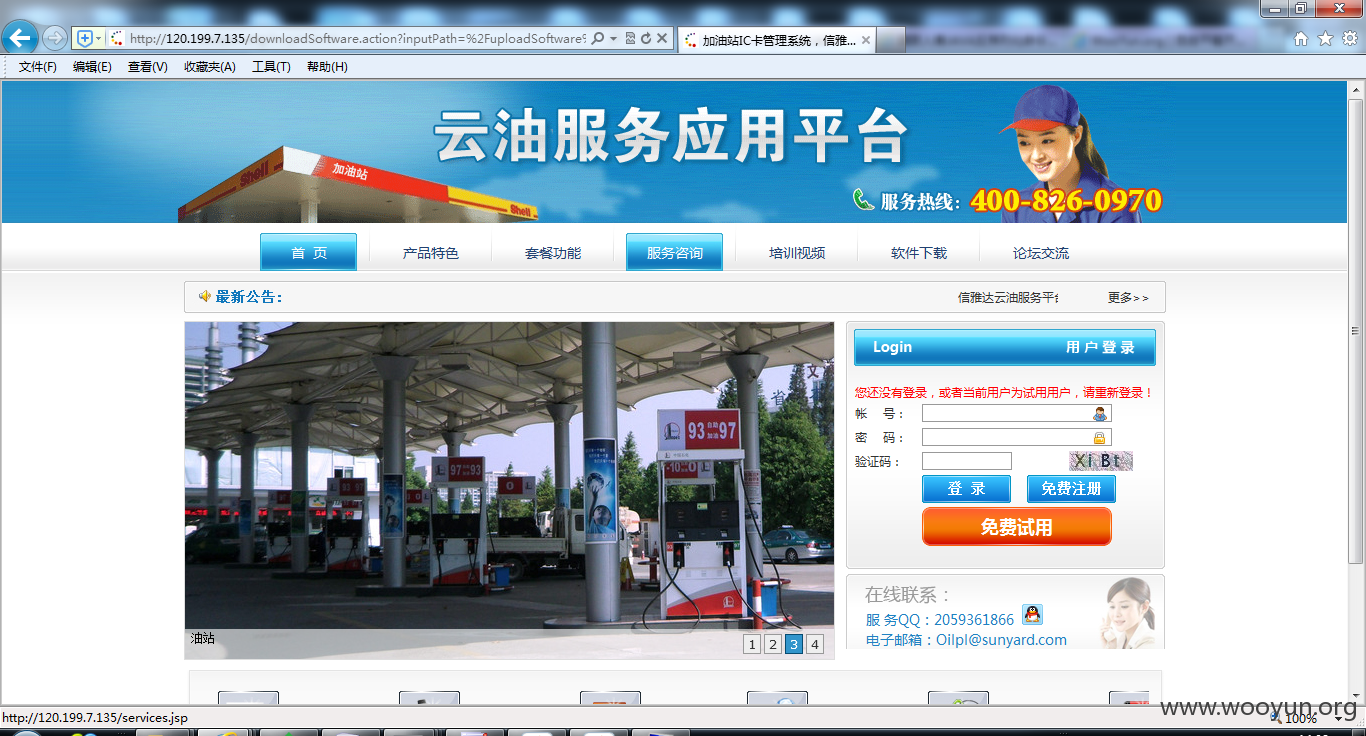 http://120.199.7.135/downloadSoftware.action?inputPath=%2FuploadSoftware%
加油站IC卡管理系统，信雅...
文件(F) 编辑(E) 查看(V) 收藏夹(A) 工具(T) 帮助(H)
云油服务应用平台
Shell 加油站 Shell
服务热线：400-826-0970
首 页 产品特色 套餐功能 服务咨询 培训视频 软件下载 论坛交流
最新公告： 信雅达云油服务平台 更多>>
Login 用 户 登 录
您还没有登录，或者当前用户为试用用户，请重新登录！
帐 号：
密 码：
验证码： XiBt
登 录 免费注册
免费试用
93 97
97 93
油站
1 2 3 4
在线联系：
服 务QQ：2059361866
电子邮箱：Oilpl@sunyard.com
www.wooyun.org
http://120.199.7.135/services.jsp
100%